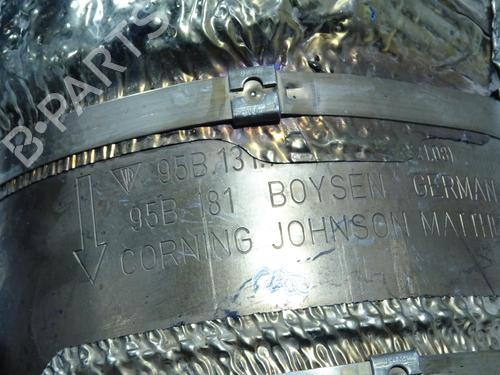 B·PARTS
95B.131
95B 181 BOYSEN GERMAN
CORNING JOHNSON MATTHE